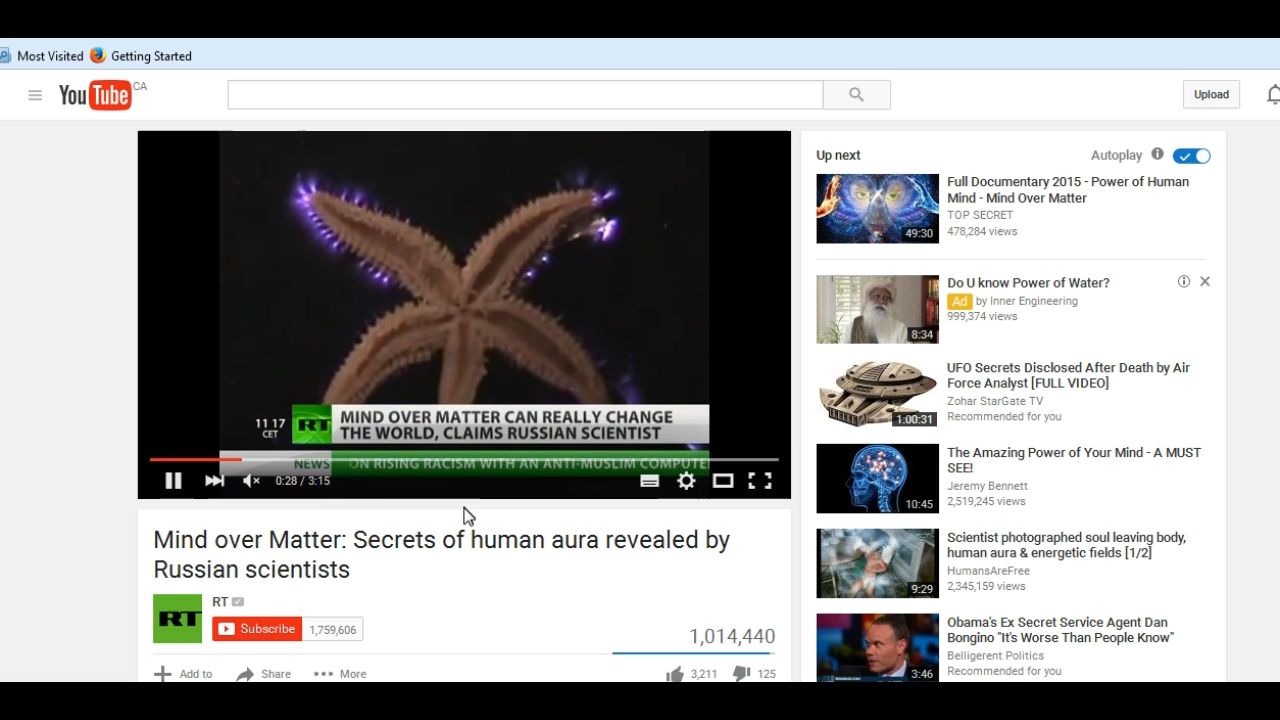 Most Visited Getting Started
YouTube CA
Upload
11 17
CET
RT
MIND OVER MATTER CAN REALLY CHANGE
THE WORLD, CLAIMS RUSSIAN SCIENTIST
NEWS ON RISING RACISM WITH AN ANTI-MUSLIM COMPUTE
0:28 / 3:15
Mind over Matter: Secrets of human aura revealed by
Russian scientists
RT
RT
Subscribe 1,759,606
1,014,440
Add to Share More 3,211 125
Up next Autoplay
49:30
Full Documentary 2015 - Power of Human
Mind - Mind Over Matter
TOP SECRET
478,284 views
8:34
Do U know Power of Water?
Ad by Inner Engineering
999,374 views
1:00:31
UFO Secrets Disclosed After Death by Air
Force Analyst [FULL VIDEO]
Zohar StarGate TV
Recommended for you
10:45
The Amazing Power of Your Mind - A MUST
SEE!
Jeremy Bennett
2,519,245 views
9:29
Scientist photographed soul leaving body,
human aura & energetic fields [1/2]
HumansAreFree
2,345,159 views
3:46
Obama's Ex Secret Service Agent Dan
Bongino "It's Worse Than People Know"
Belligerent Politics
Recommended for you